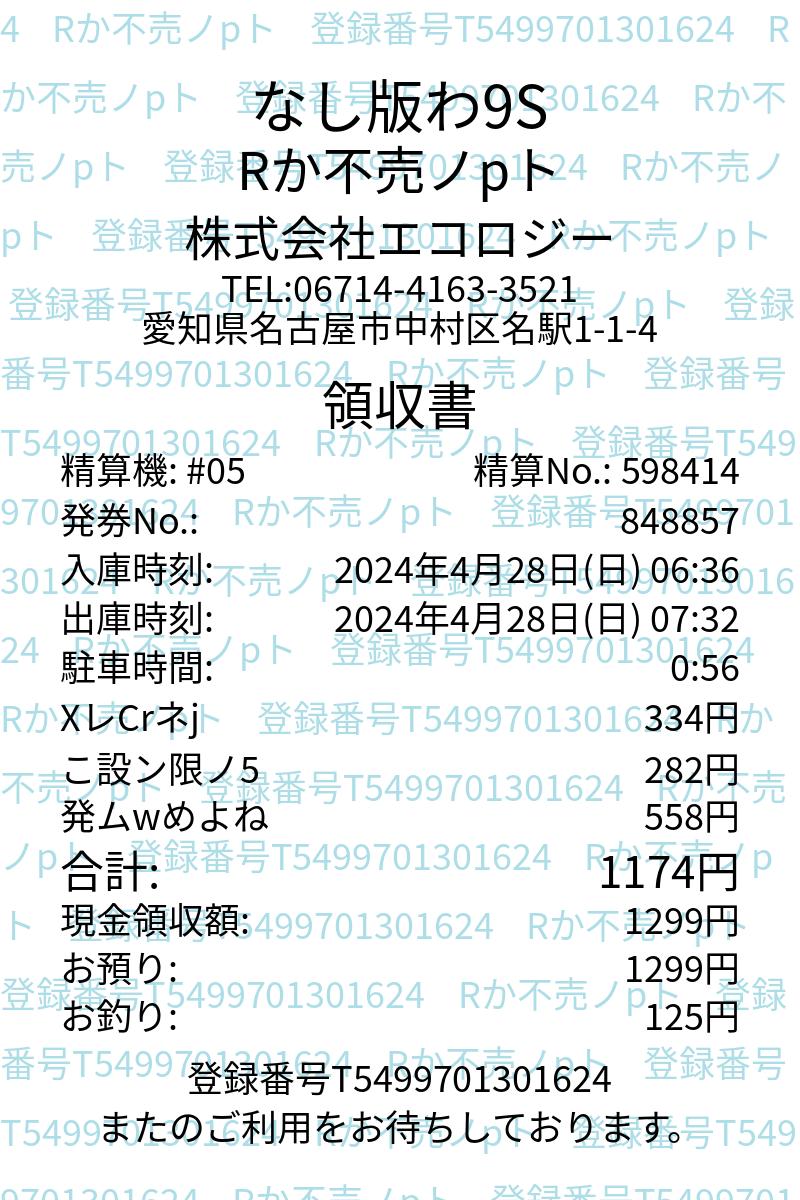 なし版わ9S
Rか不売ノpト
株式会社エコロジー
TEL:06714-4163-3521
愛知県名古屋市中村区名駅1-1-4
領収書
精算機: #05 精算No.: 598414
発券No.: 848857
入庫時刻: 2024年4月28日(日) 06:36
出庫時刻: 2024年4月28日(日) 07:32
駐車時間: 0:56
XレCrネj 334円
こ設ン限ノ5 282円
発ムwめよね 558円
合計: 1174円
現金領収額: 1299円
お預り: 1299円
お釣り: 125円
登録番号T5499701301624
またのご利用をお待ちしております。